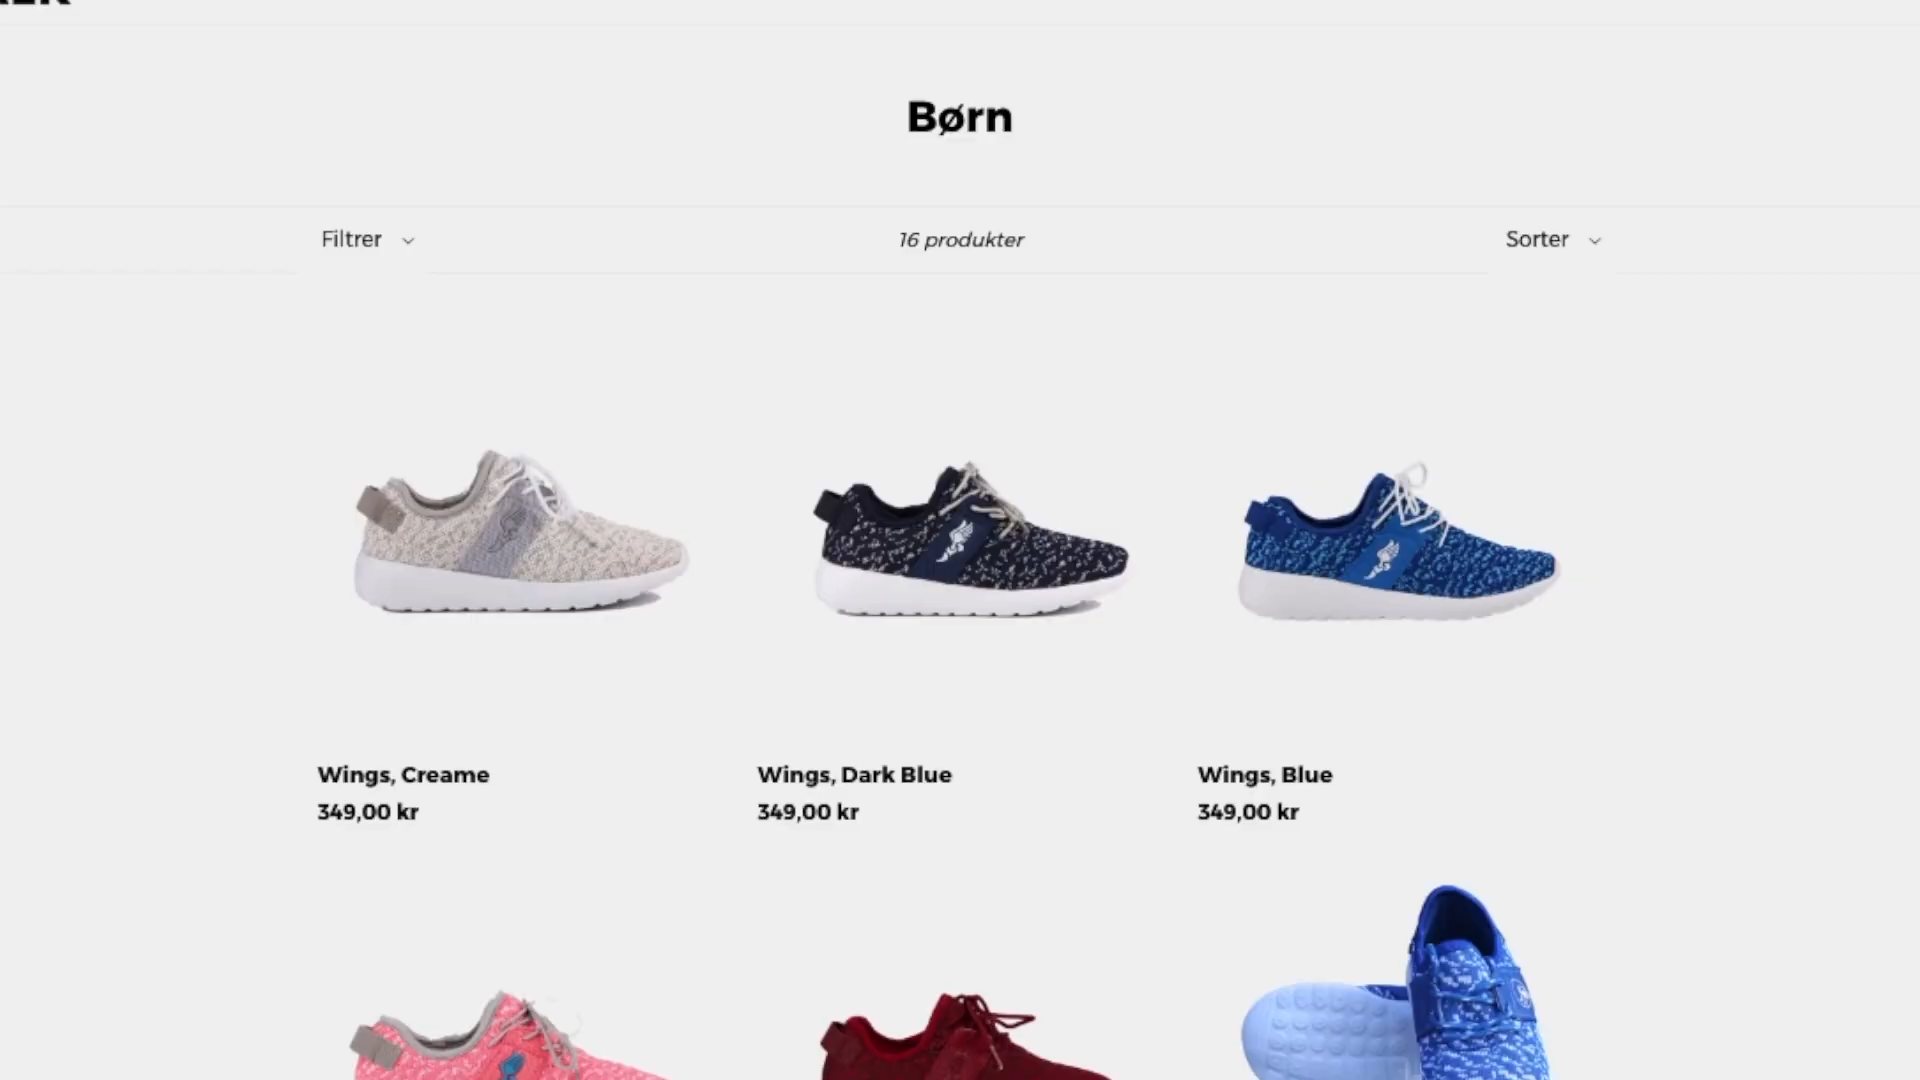 Børn
Filtrer
16 produkter
Sorter
Wings, Creame
349,00 kr
Wings, Dark Blue
349,00 kr
Wings, Blue
349,00 kr